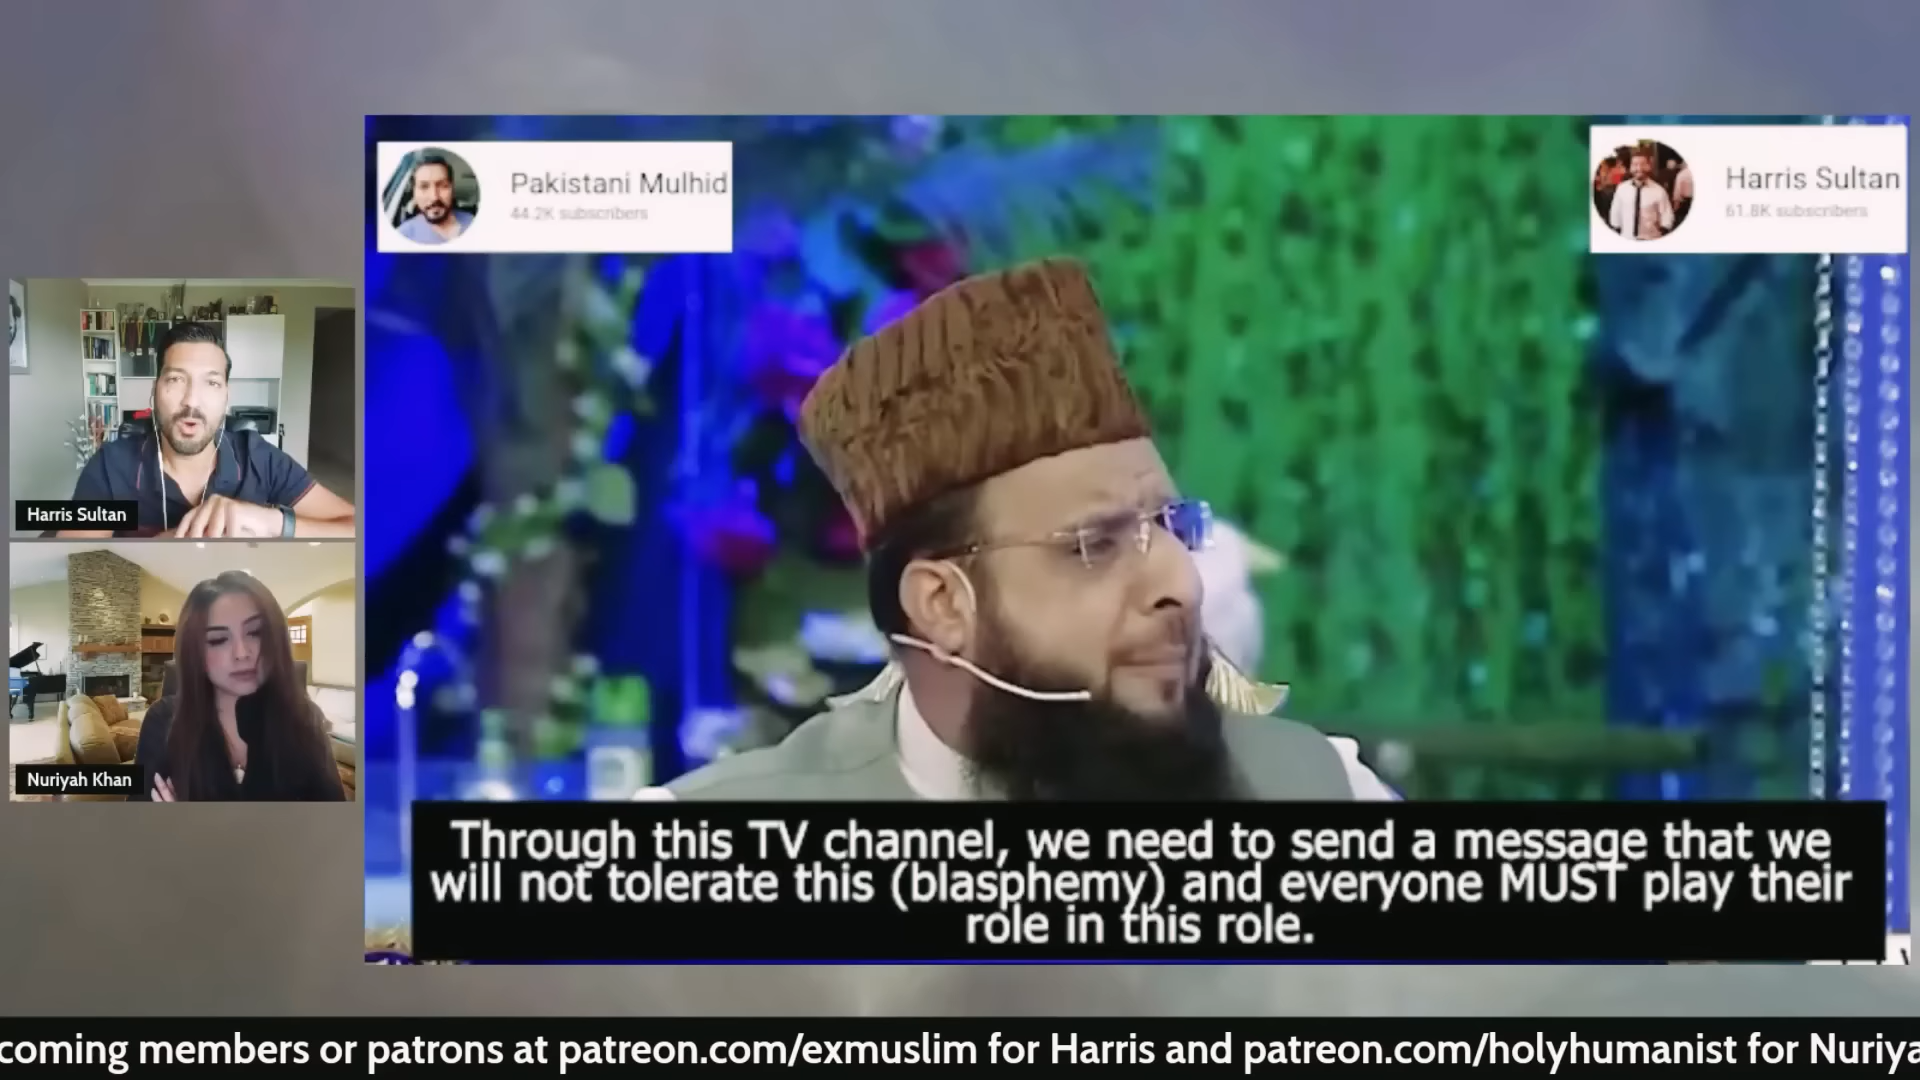 Pakistani Mulhid
44.2K subscribers
Harris Sultan
61.8K subscribers
Harris Sultan
Nuriyah Khan
Through this TV channel, we need to send a message that we
will not tolerate this (blasphemy) and everyone MUST play their
role in this role.
coming members or patrons at patreon.com/exmuslim for Harris and patreon.com/holyhumanist for Nuriya